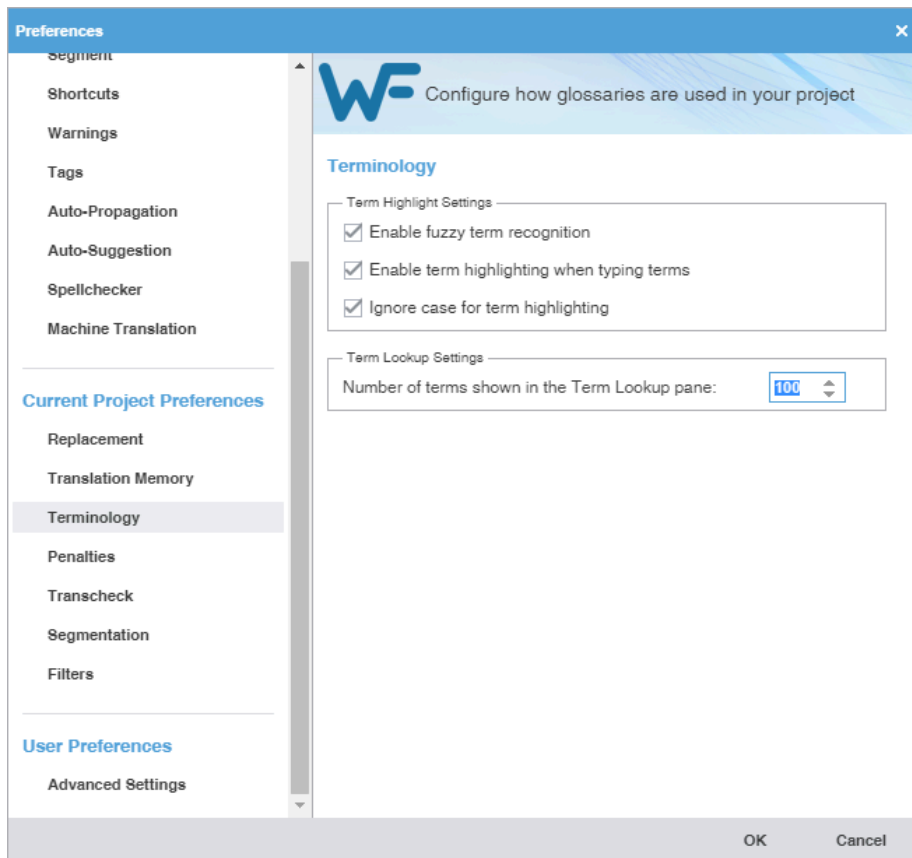 Preferences
Segment
Shortcuts
Warnings
Tags
Auto-Propagation
Auto-Suggestion
Spellchecker
Machine Translation
Current Project Preferences
Replacement
Translation Memory
Terminology
Penalties
Transcheck
Segmentation
Filters
User Preferences
Advanced Settings
WF
Configure how glossaries are used in your project
Terminology
Term Highlight Settings
Enable fuzzy term recognition
Enable term highlighting when typing terms
Ignore case for term highlighting
Term Lookup Settings
Number of terms shown in the Term Lookup pane: 100
OK Cancel